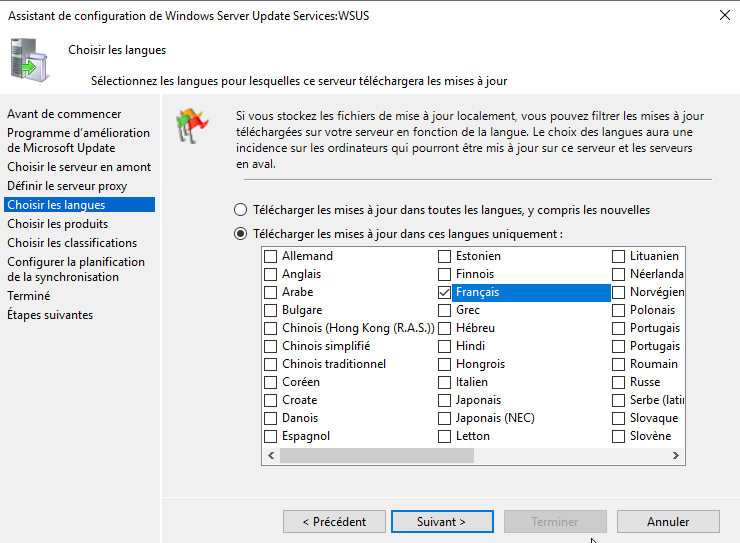 Assistant de configuration de Windows Server Update Services:WSUS
Choisir les langues
Sélectionnez les langues pour lesquelles ce serveur téléchargera les mises à jour
Avant de commencer
Programme d'amélioration
de Microsoft Update
Choisir le serveur en amont
Définir le serveur proxy
Choisir les langues
Choisir les produits
Choisir les classifications
Configurer la planification
de la synchronisation
Terminé
Étapes suivantes
Si vous stockez les fichiers de mise à jour localement, vous pouvez filtrer les mises à jour
téléchargées sur votre serveur en fonction de la langue. Le choix des langues aura une
incidence sur les ordinateurs qui pourront être mis à jour sur ce serveur et les serveurs
en aval.
Télécharger les mises à jour dans toutes les langues, y compris les nouvelles
Télécharger les mises à jour dans ces langues uniquement :
Allemand
Anglais
Arabe
Bulgare
Chinois (Hong Kong (R.A.S.))
Chinois simplifié
Chinois traditionnel
Coréen
Croate
Danois
Espagnol
Estonien
Finnois
Français
Grec
Hébreu
Hindi
Hongrois
Italien
Japonais
Japonais (NEC)
Letton
Lituanien
Néerlanda
Norvégien
Polonais
Portugais
Portugais
Roumain
Russe
Serbe (latin
Slovaque
Slovène
< Précédent
Suivant >
Terminer
Annuler